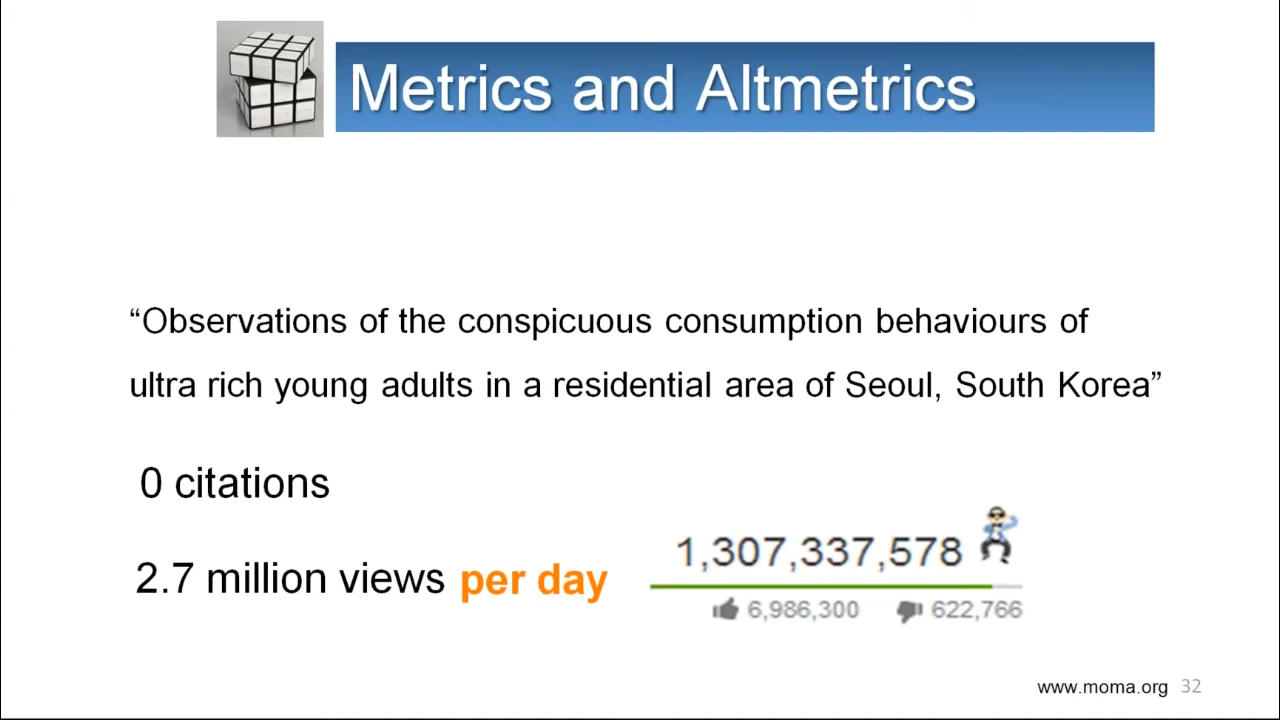 Metrics and Altmetrics
“Observations of the conspicuous consumption behaviours of
ultra rich young adults in a residential area of Seoul, South Korea”
0 citations
2.7 million views per day
1,307,337,578
6,986,300 622,766
www.moma.org 32